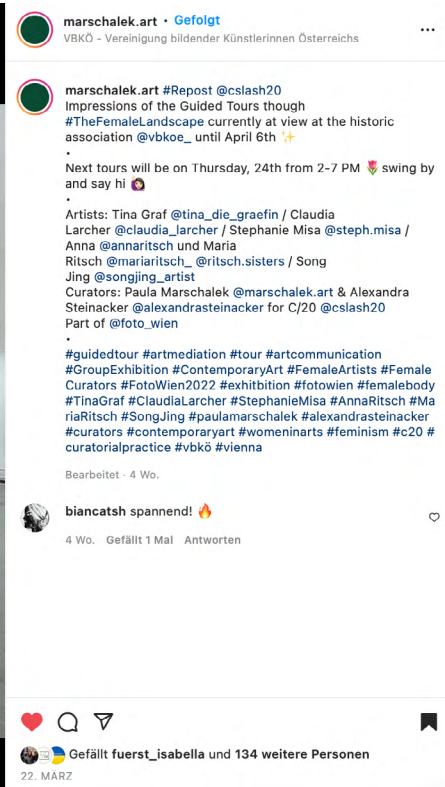 marschalek.art • Gefolgt
VBKÖ - Vereinigung bildender Künstlerinnen Österreichs
marschalek.art #Repost @cslash20
Impressions of the Guided Tours though
#TheFemaleLandscape currently at view at the historic
association @vbkoe_ until April 6th ✨
•
Next tours will be on Thursday, 24th from 2-7 PM 🌷 swing by
and say hi 🙋🏻‍♀️
•
Artists: Tina Graf @tina_die_graefin / Claudia
Larcher @claudia_larcher / Stephanie Misa @steph.misa /
Anna @annaritsch und Maria
Ritsch @mariaritsch_ @ritsch.sisters / Song
Jing @songjing_artist
Curators: Paula Marschalek @marschalek.art & Alexandra
Steinacker @alexandrasteinacker for C/20 @cslash20
Part of @foto_wien
•
#guidedtour #artmediation #tour #artcommunication
#GroupExhibition #ContemporaryArt #FemaleArtists #Female
Curators #FotoWien2022 #exhitbition #fotowien #femalebody
#TinaGraf #ClaudiaLarcher #StephanieMisa #AnnaRitsch #Ma
riaRitsch #SongJing #paulamarschalek #alexandrasteinacker
#curators #contemporaryart #womeninarts #feminism #c20 #
curatorialpractice #vbkö #vienna
Bearbeitet · 4 Wo.
biancatsh spannend! 🔥
4 Wo. Gefällt 1 Mal Antworten
Gefällt fuerst_isabella und 134 weitere Personen
22. MÄRZ